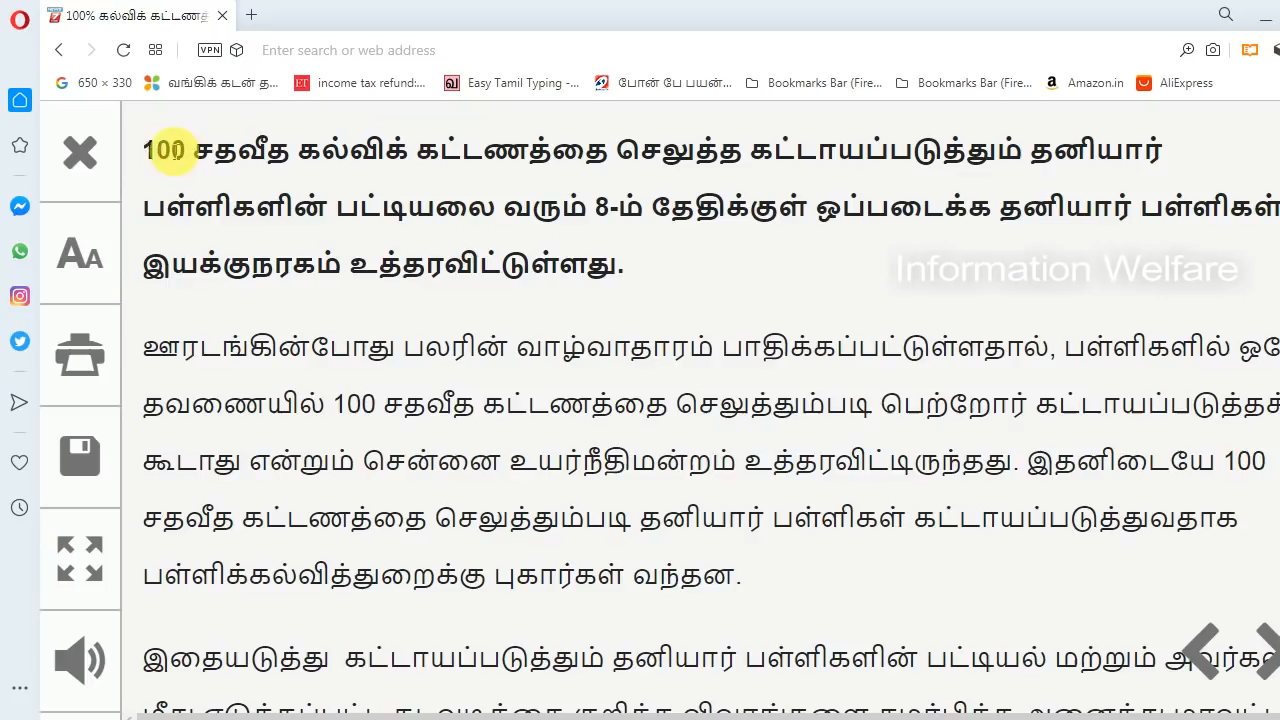 100% கல்விக் கட்டணத்
VPN
Enter search or web address
650 × 330
வங்கிக் கடன் த...
ET
income tax refund:...
Easy Tamil Typing -...
போன் பே பயன்...
Bookmarks Bar (Fire...
Bookmarks Bar (Fire...
Amazon.in
AliExpress
100 சதவீத கல்விக் கட்டணத்தை செலுத்த கட்டாயப்படுத்தும் தனியார்
பள்ளிகளின் பட்டியலை வரும் 8-ம் தேதிக்குள் ஒப்படைக்க தனியார் பள்ளிகள்
இயக்குநரகம் உத்தரவிட்டுள்ளது.
Information Welfare
ஊரடங்கின்போது பலரின் வாழ்வாதாரம் பாதிக்கப்பட்டுள்ளதால், பள்ளிகளில்
தவணையில் 100 சதவீத கட்டணத்தை செலுத்தும்படி பெற்றோர் கட்டாயப்படுத்தக்
கூடாது என்றும் சென்னை உயர்நீதிமன்றம் உத்தரவிட்டிருந்தது. இதனிடையே 100
சதவீத கட்டணத்தை செலுத்தும்படி தனியார் பள்ளிகள் கட்டாயப்படுத்துவதாக
பள்ளிக்கல்வித்துறைக்கு புகார்கள் வந்தன.
இதையடுத்து கட்டாயப்படுத்தும் தனியார் பள்ளிகளின் பட்டியல் மற்றும்